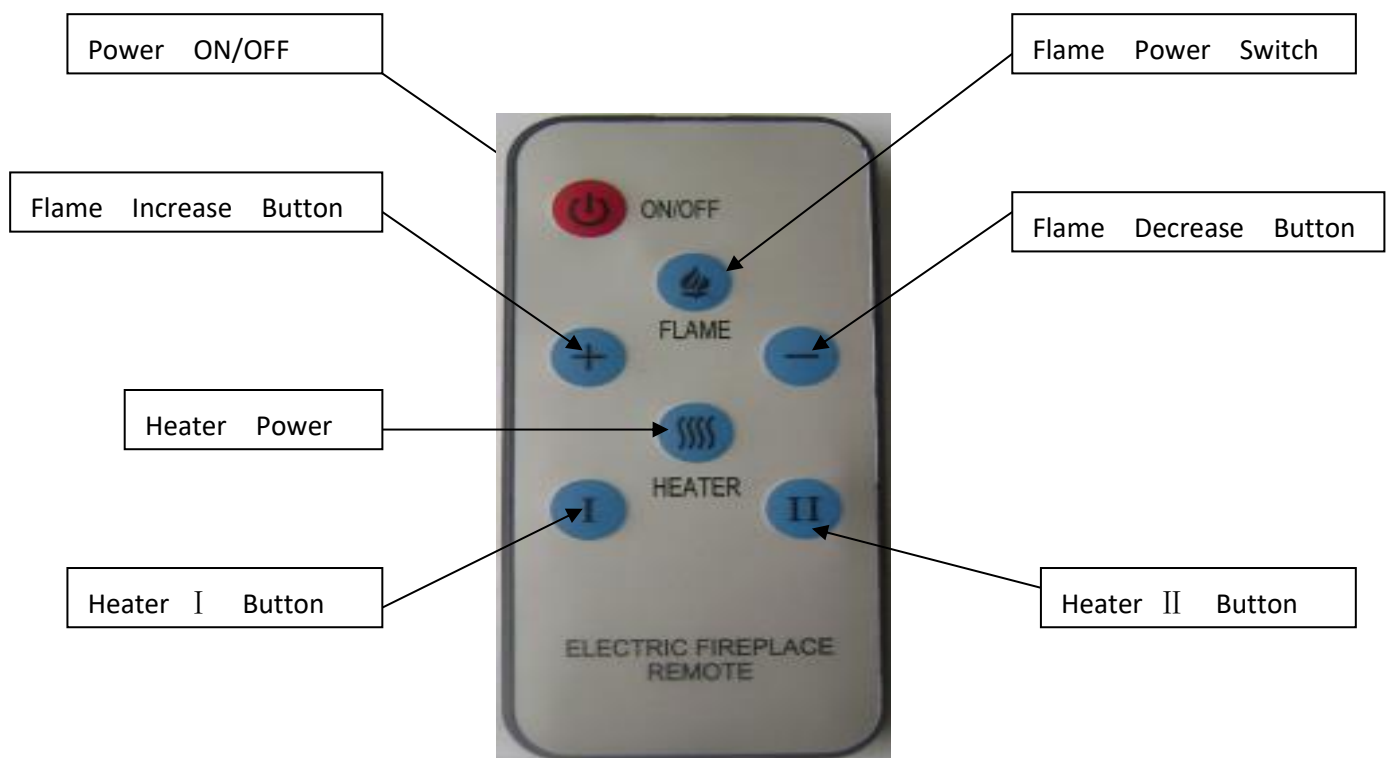 Power ON/OFF
Flame Power Switch
ON/OFF
Flame Increase Button
Flame Decrease Button
FLAME
+
−
Heater Power
HEATER
I
II
Heater Ⅰ Button
Heater Ⅱ Button
ELECTRIC FIREPLACE
REMOTE